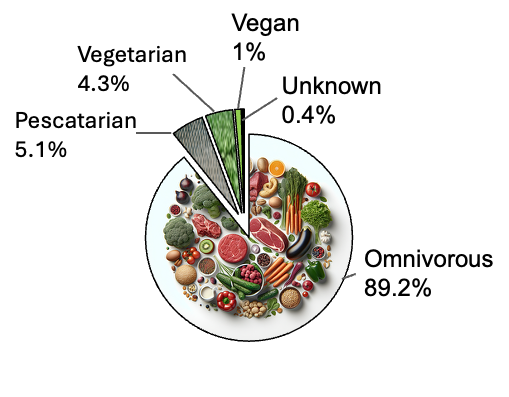 Vegan
1%
Vegetarian
4.3%
Unknown
0.4%
Pescatarian
5.1%
Omnivorous
89.2%